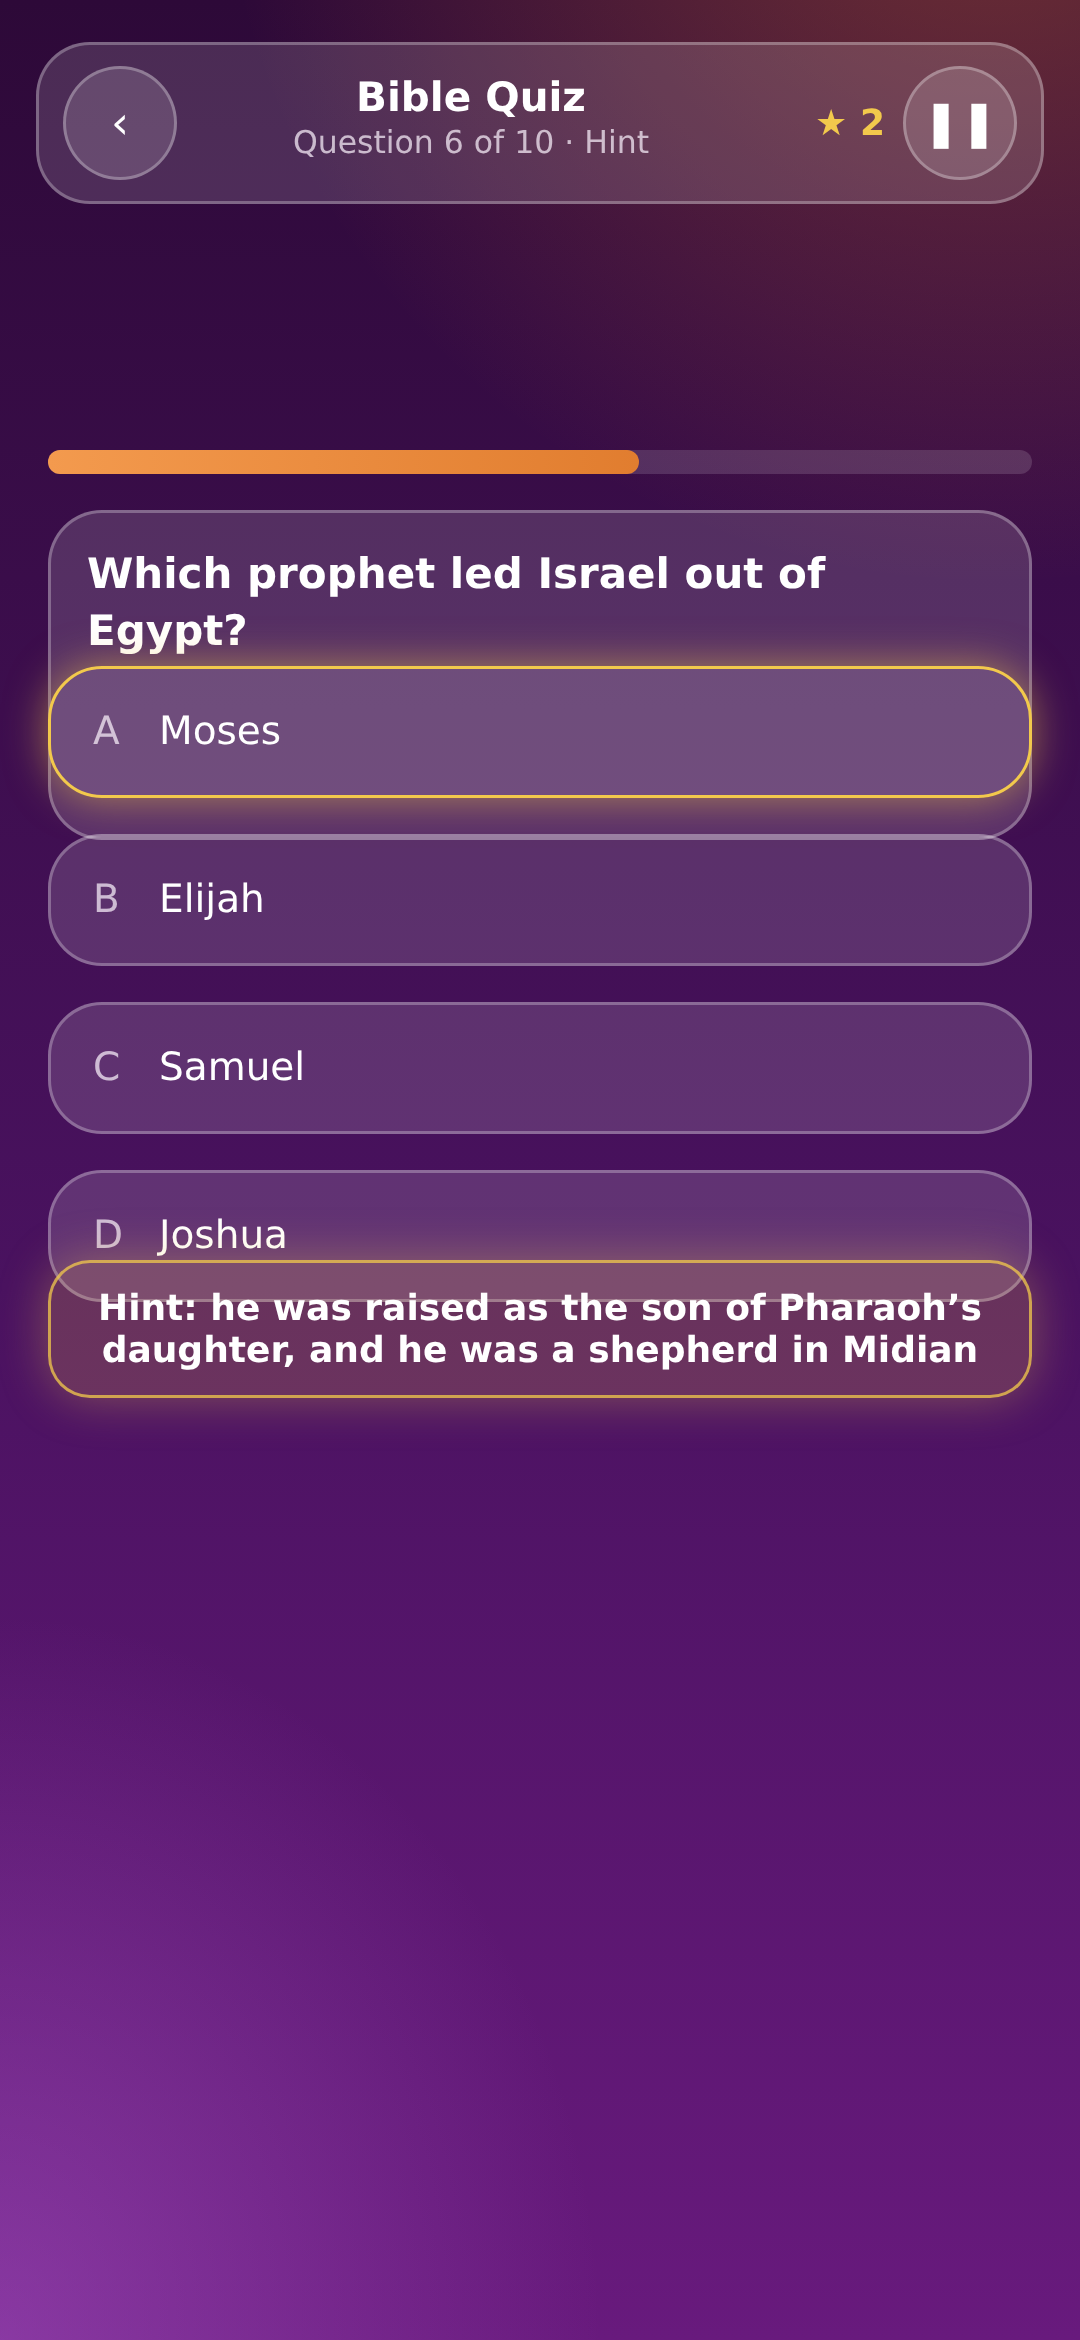 ‹
Bible Quiz
Question 6 of 10 · Hint
★ 2
Which prophet led Israel out of
Egypt?
A Moses
B Elijah
C Samuel
D Joshua
Hint: he was raised as the son of Pharaoh’s
daughter, and he was a shepherd in Midian